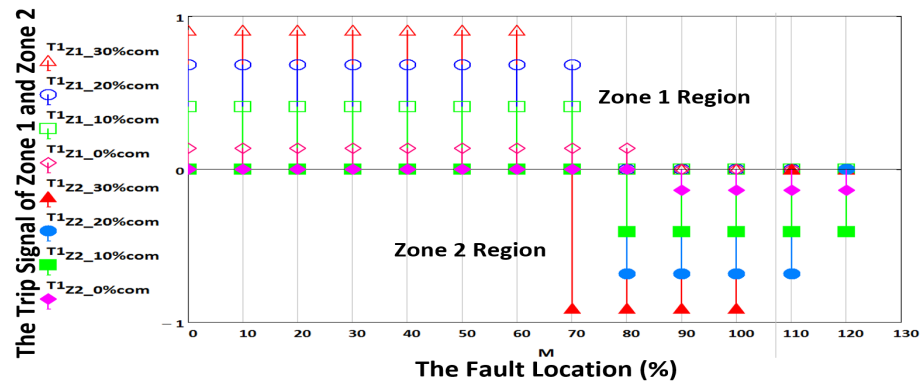 The Trip Signal of Zone 1 and Zone 2
T1Z1_30%com
T1Z1_20%com
T1Z1_10%com
T1Z1_0%com
T1Z2_30%com
T1Z2_20%com
T1Z2_10%com
T1Z2_0%com
1
0
−1
Zone 1 Region
Zone 2 Region
0 10 20 30 40 50 60 70 80 90 100 110 120 130
M
The Fault Location (%)